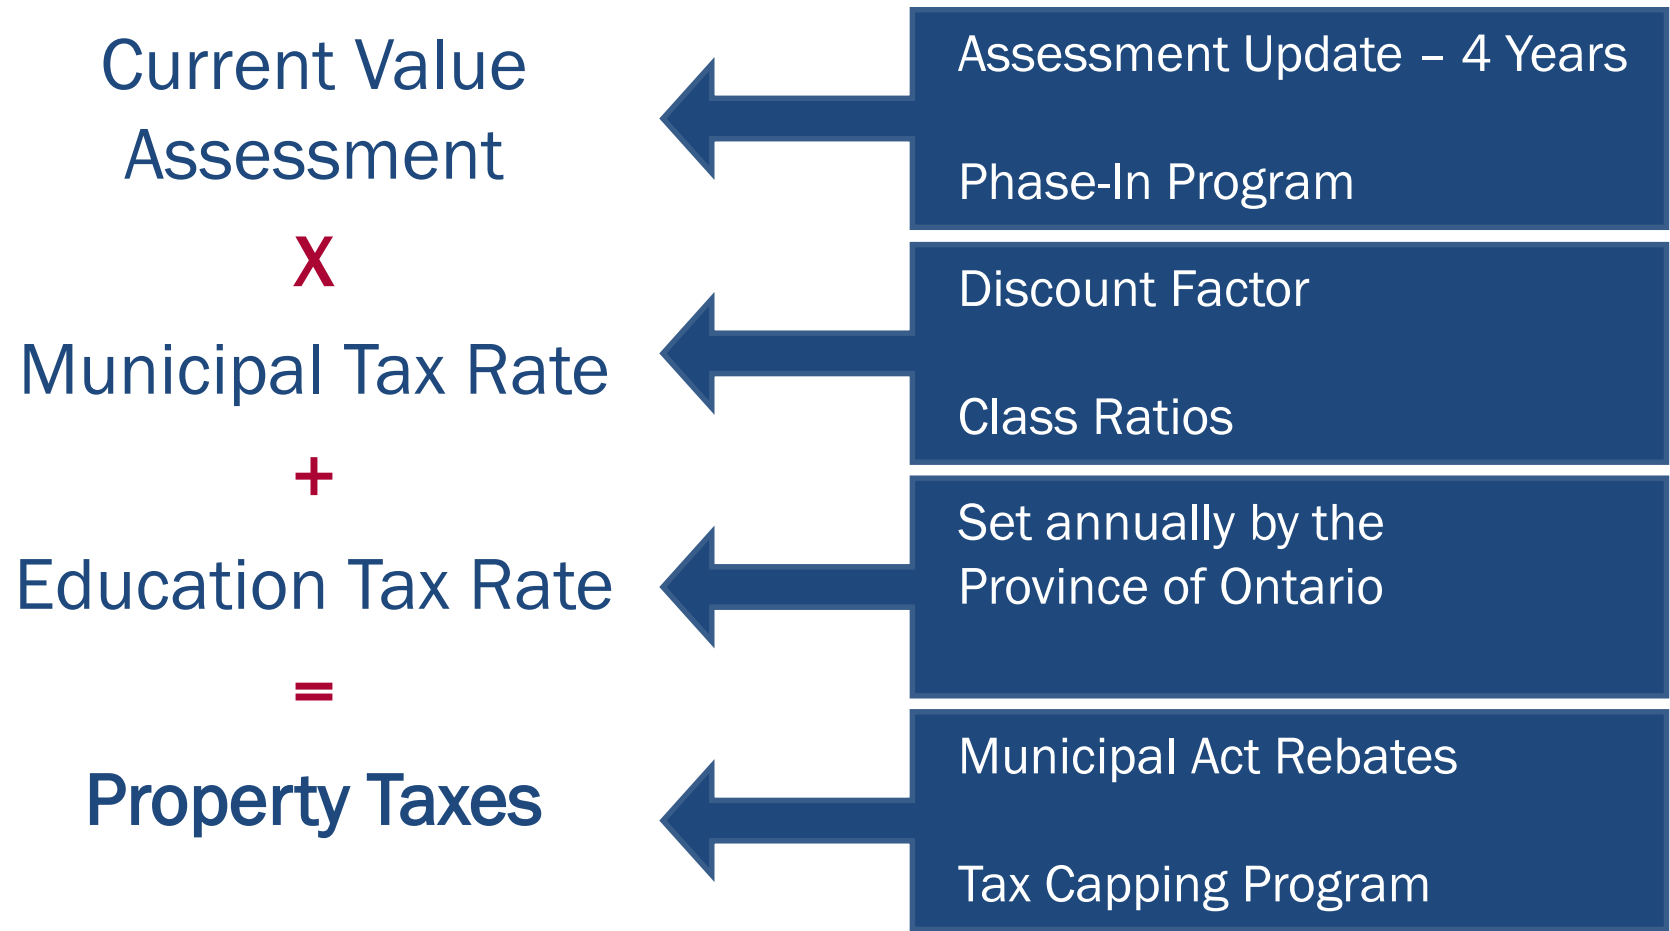 Current Value
Assessment
X
Municipal Tax Rate
+
Education Tax Rate
=
Property Taxes
Assessment Update – 4 Years
Phase-In Program
Discount Factor
Class Ratios
Set annually by the
Province of Ontario
Municipal Act Rebates
Tax Capping Program